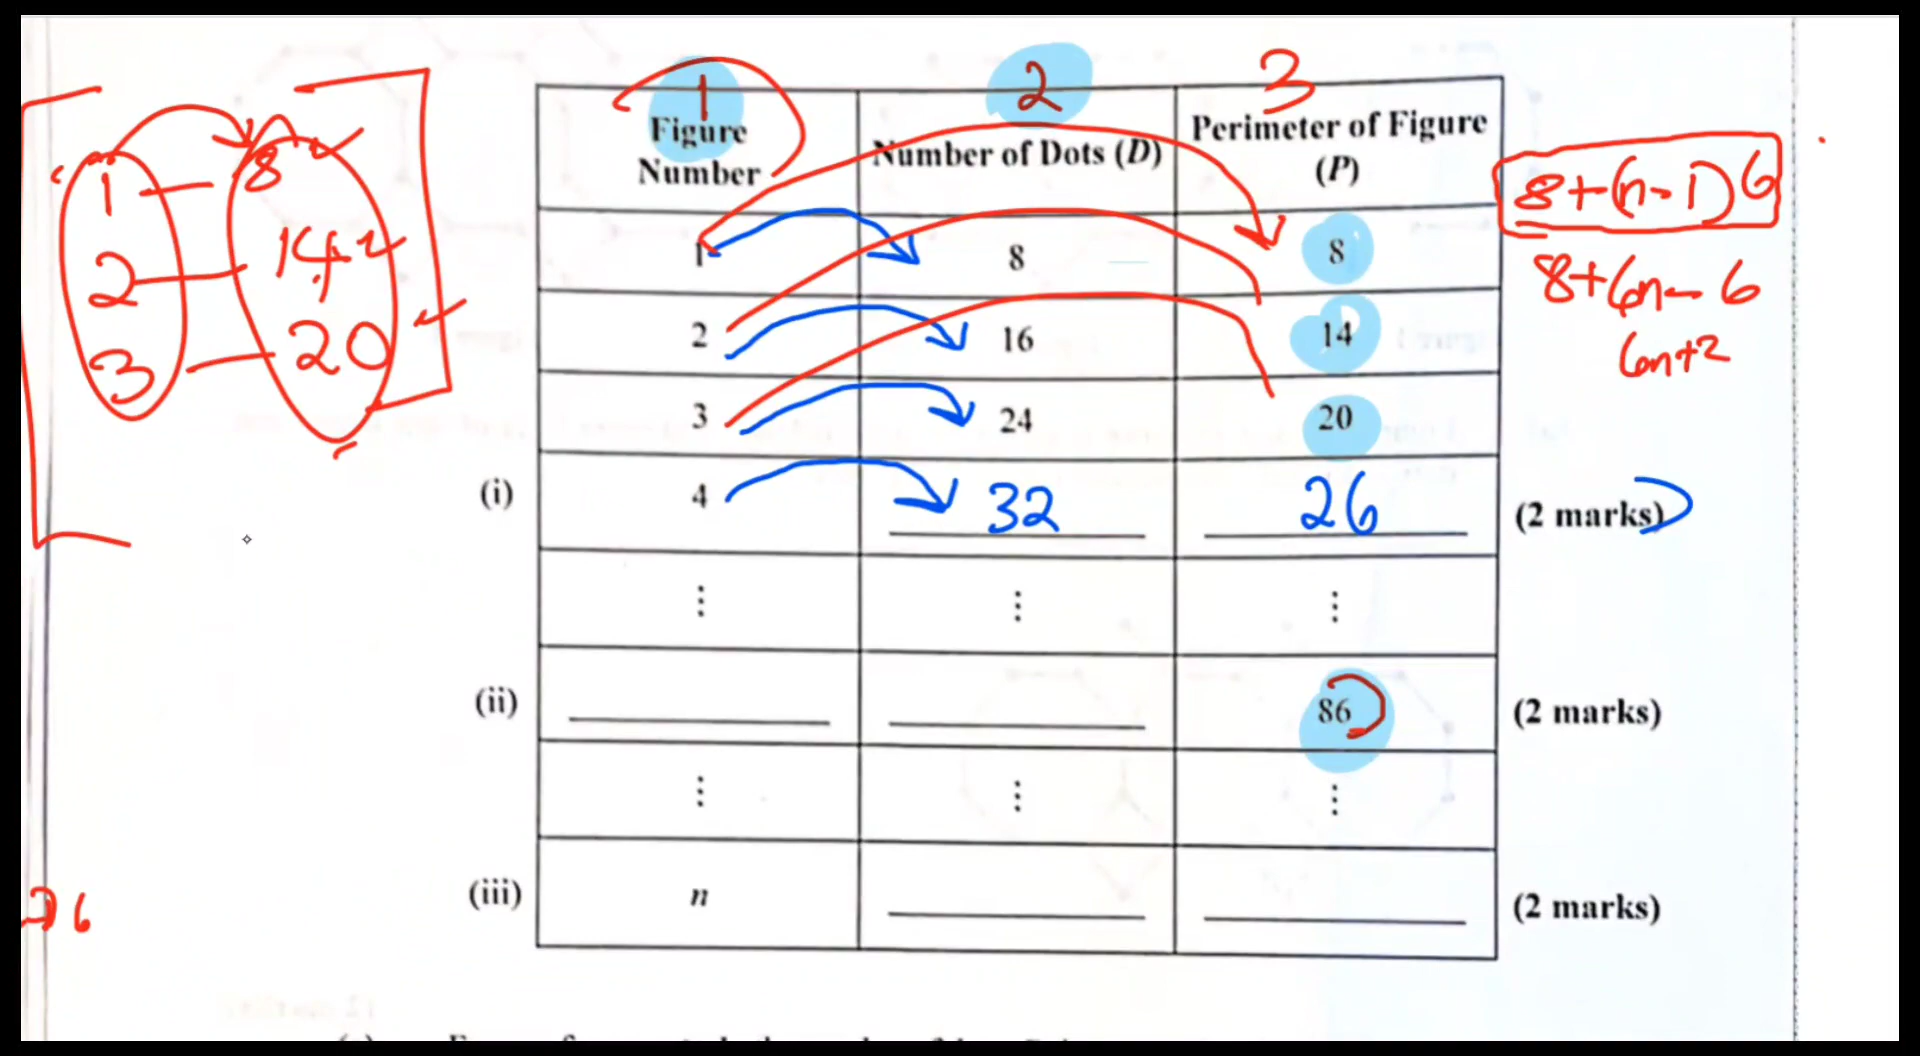 1 2 3
Figure Number Number of Dots (D) Perimeter of Figure (P)
1 8 8
2 16 14
3 24 20
(i) 4 32 26 (2 marks)
⋮ ⋮ ⋮
(ii) 86 (2 marks)
⋮ ⋮ ⋮
(iii) n (2 marks)
1 8
2 14
3 20
8+(n-1)6
8+6n-6
6n+2
6